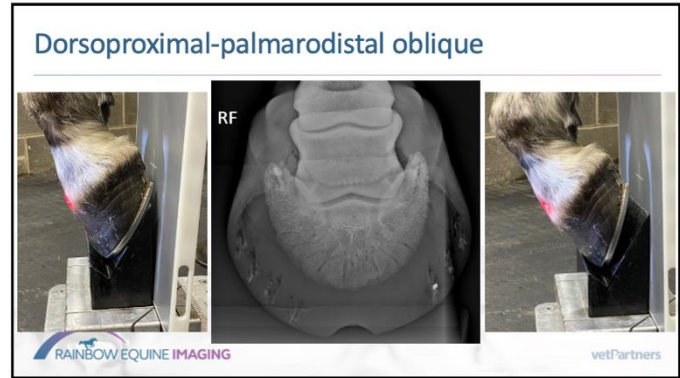 Dorsoproximal-palmarodistal oblique
RF
RAINBOW EQUINE IMAGING
vetPartners